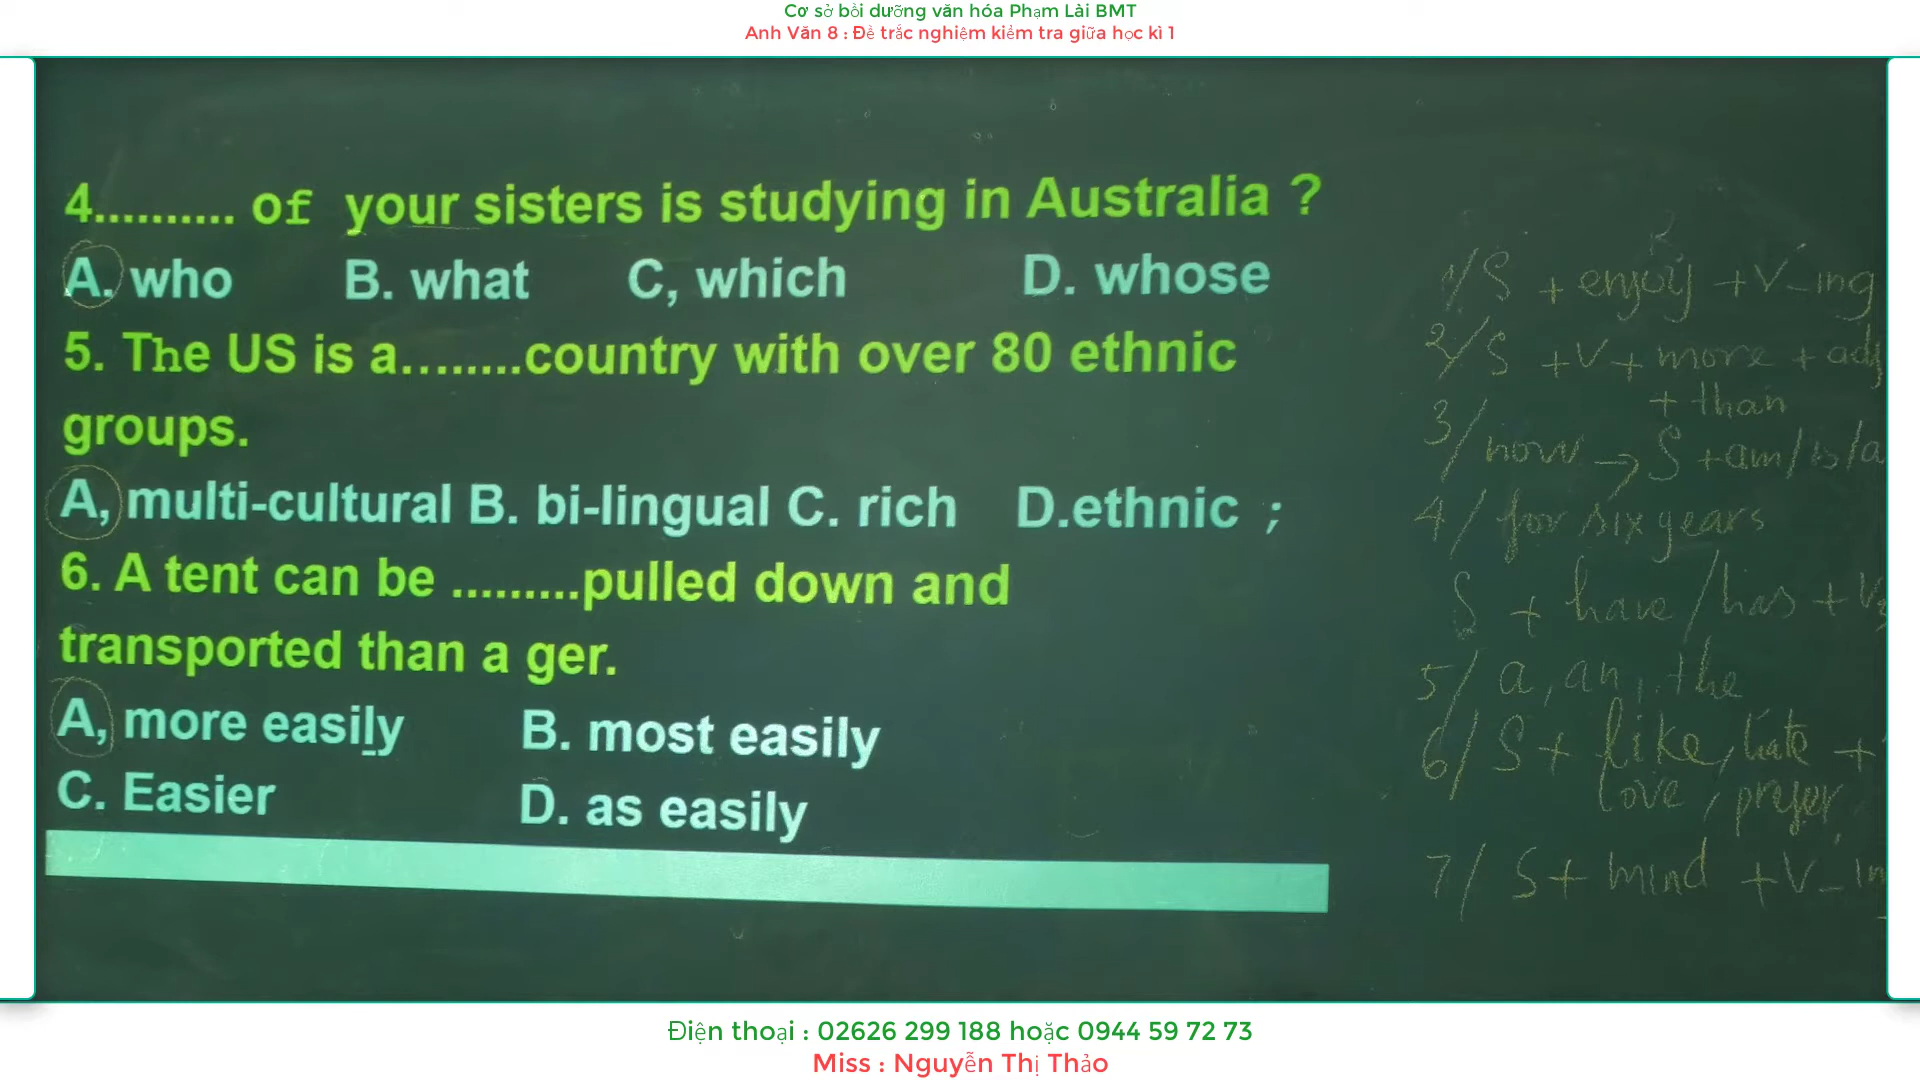 Cơ sở bồi dưỡng văn hóa Phạm Lài BMT
Anh Văn 8 : Đề trắc nghiệm kiểm tra giữa học kì 1
4.......... of your sisters is studying in Australia ?
A. who B. what C, which D. whose
5. The US is a........country with over 80 ethnic
groups.
A, multi-cultural B. bi-lingual C. rich D.ethnic ;
6. A tent can be .........pulled down and
transported than a ger.
A, more easily B. most easily
C. Easier D. as easily
1/ S + enjoy + V-ing
2/ S + V + more + adj
+ than
3/ now → S + am/is/a
4/ for six years
S + have/has + V3
5/ a, an, the
6/ S + like, hate +
love, prefer,
7/ S + mind + V-in
Điện thoại : 02626 299 188 hoặc 0944 59 72 73
Miss : Nguyễn Thị Thảo